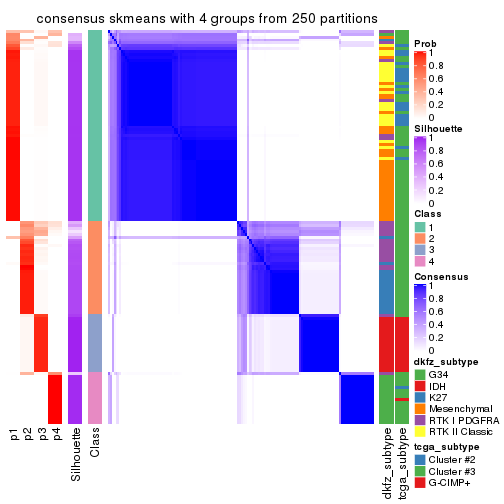 consensus skmeans with 4 groups from 250 partitions
Prob
1
0.8
0.6
0.4
0.2
0
Silhouette
1
0.8
0.6
0.4
0.2
0
Class
1
2
3
4
Consensus
1
0.8
0.6
0.4
0.2
0
dkfz_subtype
G34
IDH
K27
Mesenchymal
RTK I PDGFRA
RTK II Classic
tcga_subtype
Cluster #2
Cluster #3
G-CIMP+
p1
p2
p3
p4
Silhouette
Class
dkfz_subtype
tcga_subtype